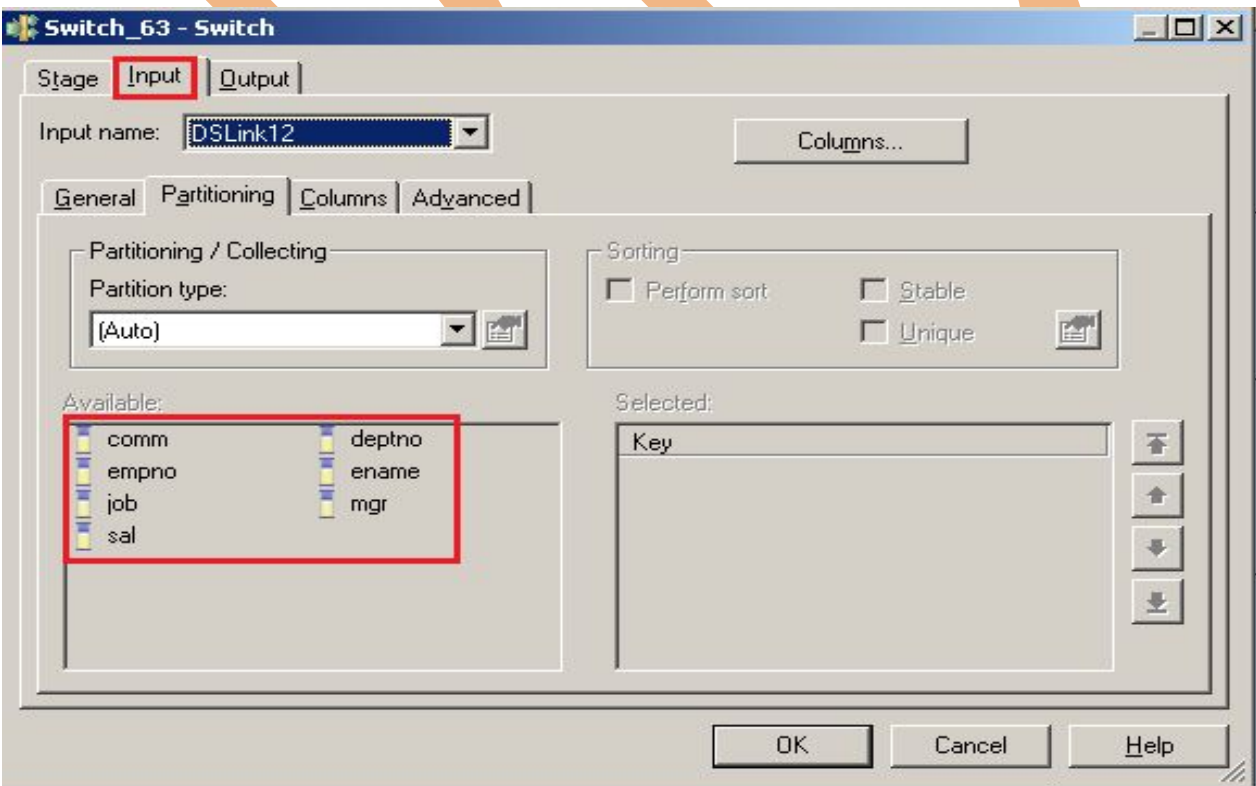 Switch_63 - Switch
Stage Input Output
Input name: DSLink12 Columns...
General Partitioning Columns Advanced
Partitioning / Collecting Sorting
Partition type: Perform sort Stable
(Auto) Unique
Available: Selected:
comm deptno Key
empno ename
job mgr
sal
OK Cancel Help